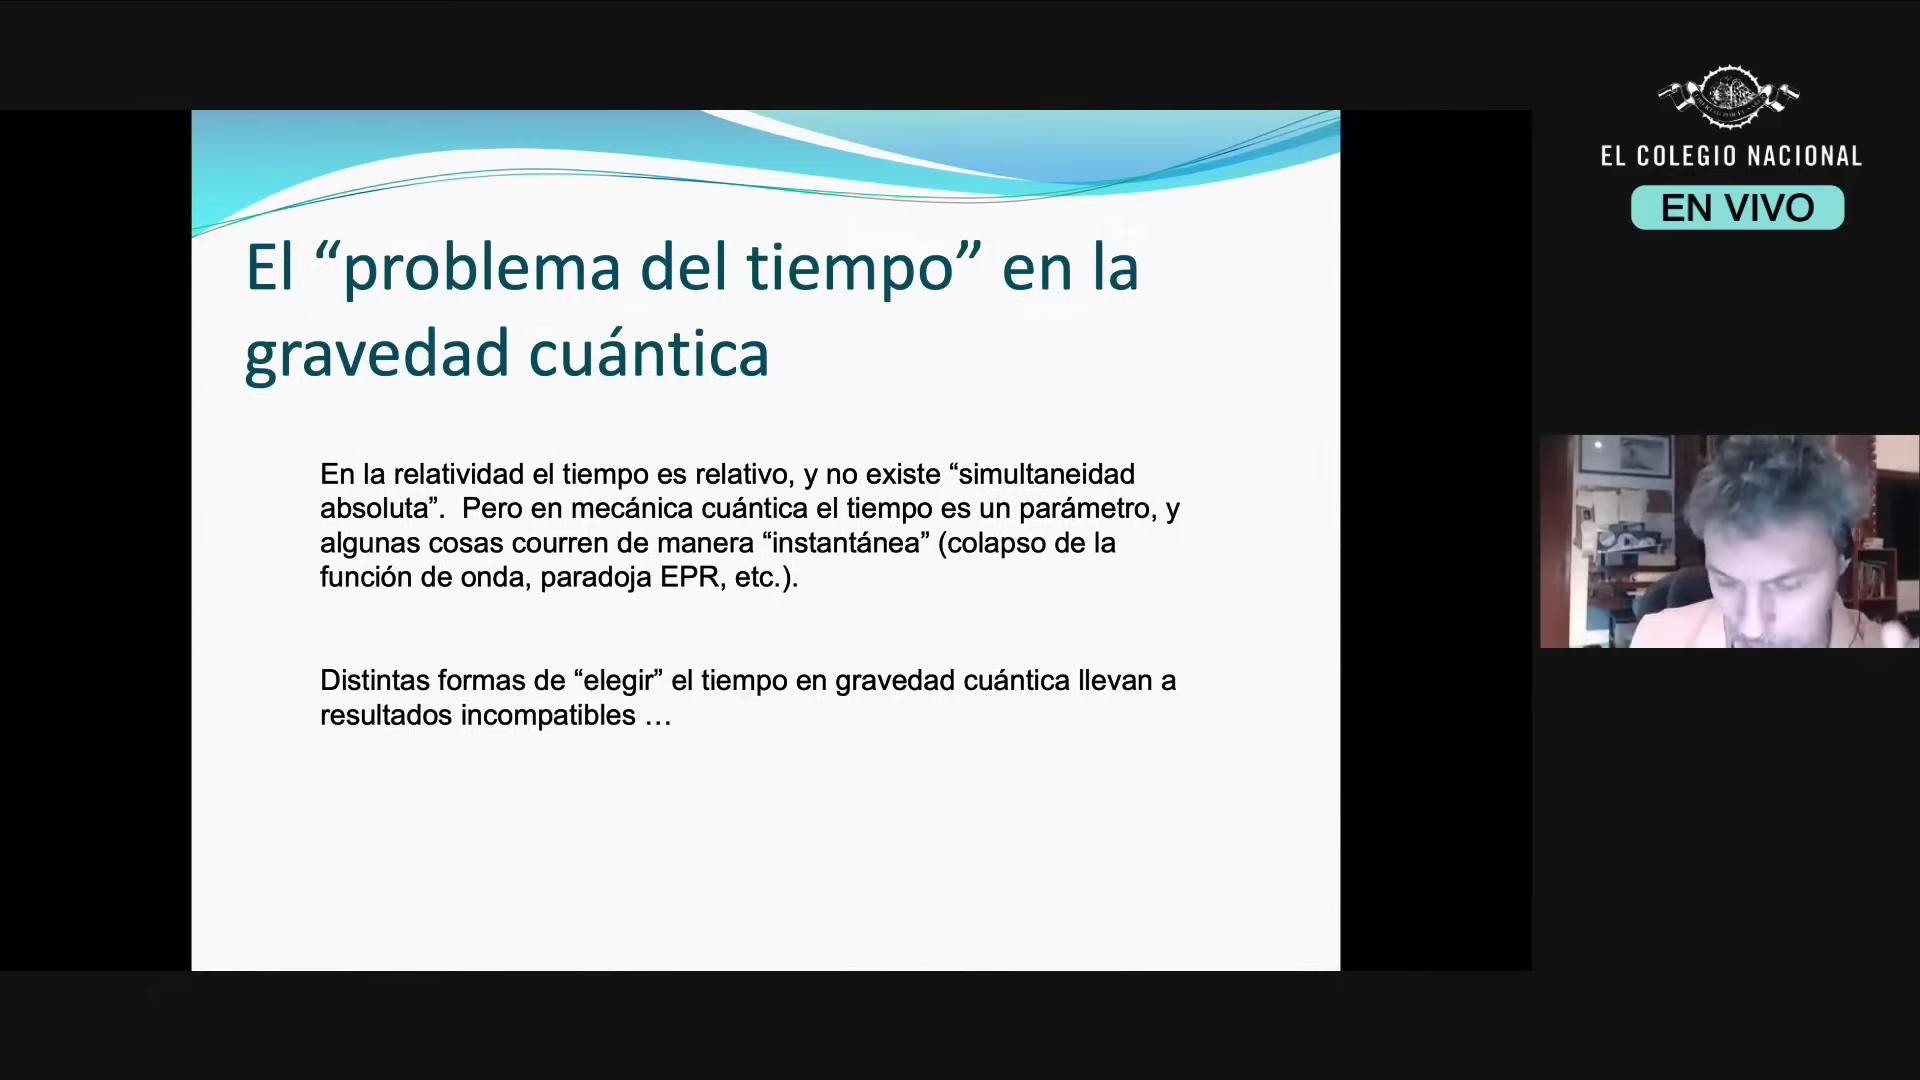 El “problema del tiempo” en la
gravedad cuántica
En la relatividad el tiempo es relativo, y no existe “simultaneidad
absoluta”.  Pero en mecánica cuántica el tiempo es un parámetro, y
algunas cosas courren de manera “instantánea” (colapso de la
función de onda, paradoja EPR, etc.).
Distintas formas de “elegir” el tiempo en gravedad cuántica llevan a
resultados incompatibles …
EL COLEGIO NACIONAL
EN VIVO